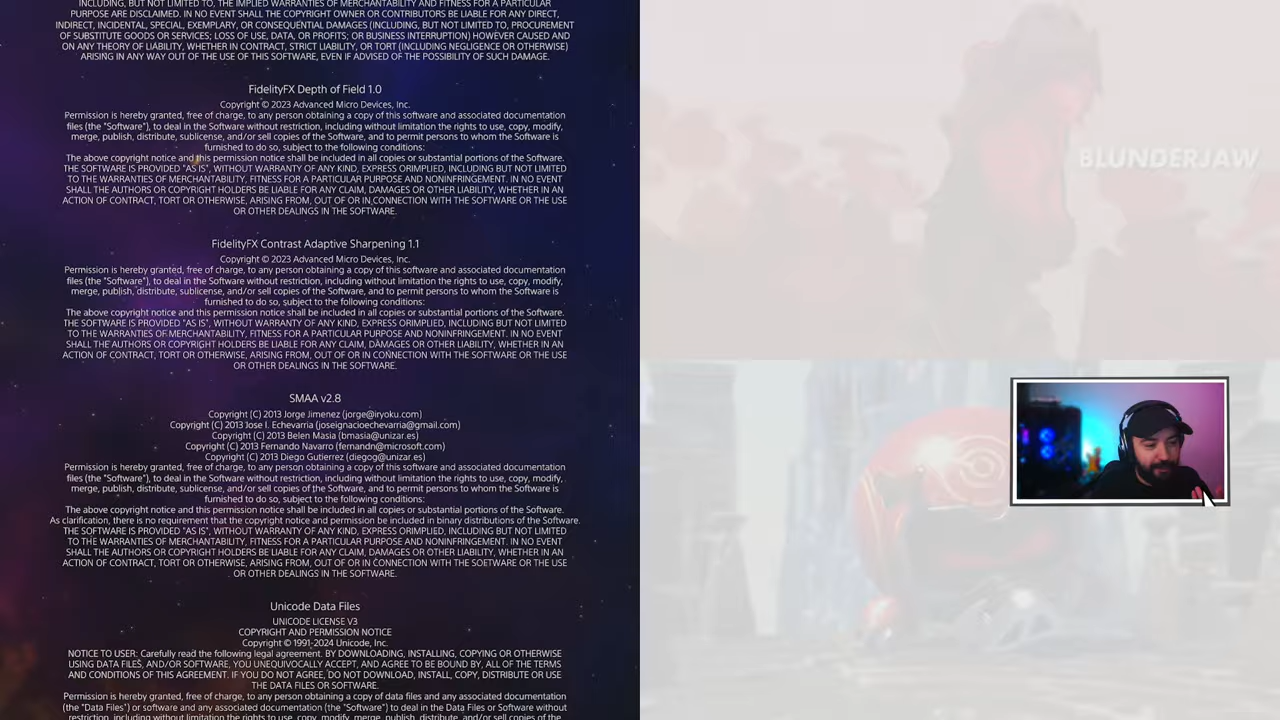 INCLUDING, BUT NOT LIMITED TO, THE IMPLIED WARRANTIES OF MERCHANTABILITY AND FITNESS FOR A PARTICULAR
PURPOSE ARE DISCLAIMED. IN NO EVENT SHALL THE COPYRIGHT OWNER OR CONTRIBUTORS BE LIABLE FOR ANY DIRECT,
INDIRECT, INCIDENTAL, SPECIAL, EXEMPLARY, OR CONSEQUENTIAL DAMAGES (INCLUDING, BUT NOT LIMITED TO, PROCUREMENT
OF SUBSTITUTE GOODS OR SERVICES; LOSS OF USE, DATA, OR PROFITS; OR BUSINESS INTERRUPTION) HOWEVER CAUSED AND
ON ANY THEORY OF LIABILITY, WHETHER IN CONTRACT, STRICT LIABILITY, OR TORT (INCLUDING NEGLIGENCE OR OTHERWISE)
ARISING IN ANY WAY OUT OF THE USE OF THIS SOFTWARE, EVEN IF ADVISED OF THE POSSIBILITY OF SUCH DAMAGE.
FidelityFX Depth of Field 1.0
Copyright © 2023 Advanced Micro Devices, Inc.
Permission is hereby granted, free of charge, to any person obtaining a copy of this software and associated documentation
files (the "Software"), to deal in the Software without restriction, including without limitation the rights to use, copy, modify,
merge, publish, distribute, sublicense, and/or sell copies of the Software, and to permit persons to whom the Software is
furnished to do so, subject to the following conditions:
The above copyright notice and this permission notice shall be included in all copies or substantial portions of the Software.
THE SOFTWARE IS PROVIDED "AS IS", WITHOUT WARRANTY OF ANY KIND, EXPRESS ORIMPLIED, INCLUDING BUT NOT LIMITED
TO THE WARRANTIES OF MERCHANTABILITY, FITNESS FOR A PARTICULAR PURPOSE AND NONINFRINGEMENT. IN NO EVENT
SHALL THE AUTHORS OR COPYRIGHT HOLDERS BE LIABLE FOR ANY CLAIM, DAMAGES OR OTHER LIABILITY, WHETHER IN AN
ACTION OF CONTRACT, TORT OR OTHERWISE, ARISING FROM, OUT OF OR IN CONNECTION WITH THE SOFTWARE OR THE USE
OR OTHER DEALINGS IN THE SOFTWARE.
FidelityFX Contrast Adaptive Sharpening 1.1
Copyright © 2023 Advanced Micro Devices, Inc.
Permission is hereby granted, free of charge, to any person obtaining a copy of this software and associated documentation
files (the "Software"), to deal in the Software without restriction, including without limitation the rights to use, copy, modify,
merge, publish, distribute, sublicense, and/or sell copies of the Software, and to permit persons to whom the Software is
furnished to do so, subject to the following conditions:
The above copyright notice and this permission notice shall be included in all copies or substantial portions of the Software.
THE SOFTWARE IS PROVIDED "AS IS", WITHOUT WARRANTY OF ANY KIND, EXPRESS ORIMPLIED, INCLUDING BUT NOT LIMITED
TO THE WARRANTIES OF MERCHANTABILITY, FITNESS FOR A PARTICULAR PURPOSE AND NONINFRINGEMENT. IN NO EVENT
SHALL THE AUTHORS OR COPYRIGHT HOLDERS BE LIABLE FOR ANY CLAIM, DAMAGES OR OTHER LIABILITY, WHETHER IN AN
ACTION OF CONTRACT, TORT OR OTHERWISE, ARISING FROM, OUT OF OR IN CONNECTION WITH THE SOFTWARE OR THE USE
OR OTHER DEALINGS IN THE SOFTWARE.
SMAA v2.8
Copyright (C) 2013 Jorge Jimenez (jorge@iryoku.com)
Copyright (C) 2013 Jose I. Echevarria (joseignacioechevarria@gmail.com)
Copyright (C) 2013 Belen Masia (bmasia@unizar.es)
Copyright (C) 2013 Fernando Navarro (fernandn@microsoft.com)
Copyright (C) 2013 Diego Gutierrez (diegog@unizar.es)
Permission is hereby granted, free of charge, to any person obtaining a copy of this software and associated documentation
files (the "Software"), to deal in the Software without restriction, including without limitation the rights to use, copy, modify,
merge, publish, distribute, sublicense, and/or sell copies of the Software, and to permit persons to whom the Software is
furnished to do so, subject to the following conditions:
The above copyright notice and this permission notice shall be included in all copies or substantial portions of the Software.
As clarification, there is no requirement that the copyright notice and permission be included in binary distributions of the Software.
THE SOFTWARE IS PROVIDED "AS IS", WITHOUT WARRANTY OF ANY KIND, EXPRESS ORIMPLIED, INCLUDING BUT NOT LIMITED
TO THE WARRANTIES OF MERCHANTABILITY, FITNESS FOR A PARTICULAR PURPOSE AND NONINFRINGEMENT. IN NO EVENT
SHALL THE AUTHORS OR COPYRIGHT HOLDERS BE LIABLE FOR ANY CLAIM, DAMAGES OR OTHER LIABILITY, WHETHER IN AN
ACTION OF CONTRACT, TORT OR OTHERWISE, ARISING FROM, OUT OF OR IN CONNECTION WITH THE SOFTWARE OR THE USE
OR OTHER DEALINGS IN THE SOFTWARE.
Unicode Data Files
UNICODE LICENSE V3
COPYRIGHT AND PERMISSION NOTICE
Copyright © 1991-2024 Unicode, Inc.
NOTICE TO USER: Carefully read the following legal agreement. BY DOWNLOADING, INSTALLING, COPYING OR OTHERWISE
USING DATA FILES, AND/OR SOFTWARE, YOU UNEQUIVOCALLY ACCEPT, AND AGREE TO BE BOUND BY, ALL OF THE TERMS
AND CONDITIONS OF THIS AGREEMENT. IF YOU DO NOT AGREE, DO NOT DOWNLOAD, INSTALL, COPY, DISTRIBUTE OR USE
THE DATA FILES OR SOFTWARE.
Permission is hereby granted, free of charge, to any person obtaining a copy of data files and any associated documentation
(the "Data Files") or software and any associated documentation (the "Software") to deal in the Data Files or Software without
restriction, including without limitation the rights to use, copy, modify, merge, publish, distribute, and/or sell copies of the
BLUNDERJAW